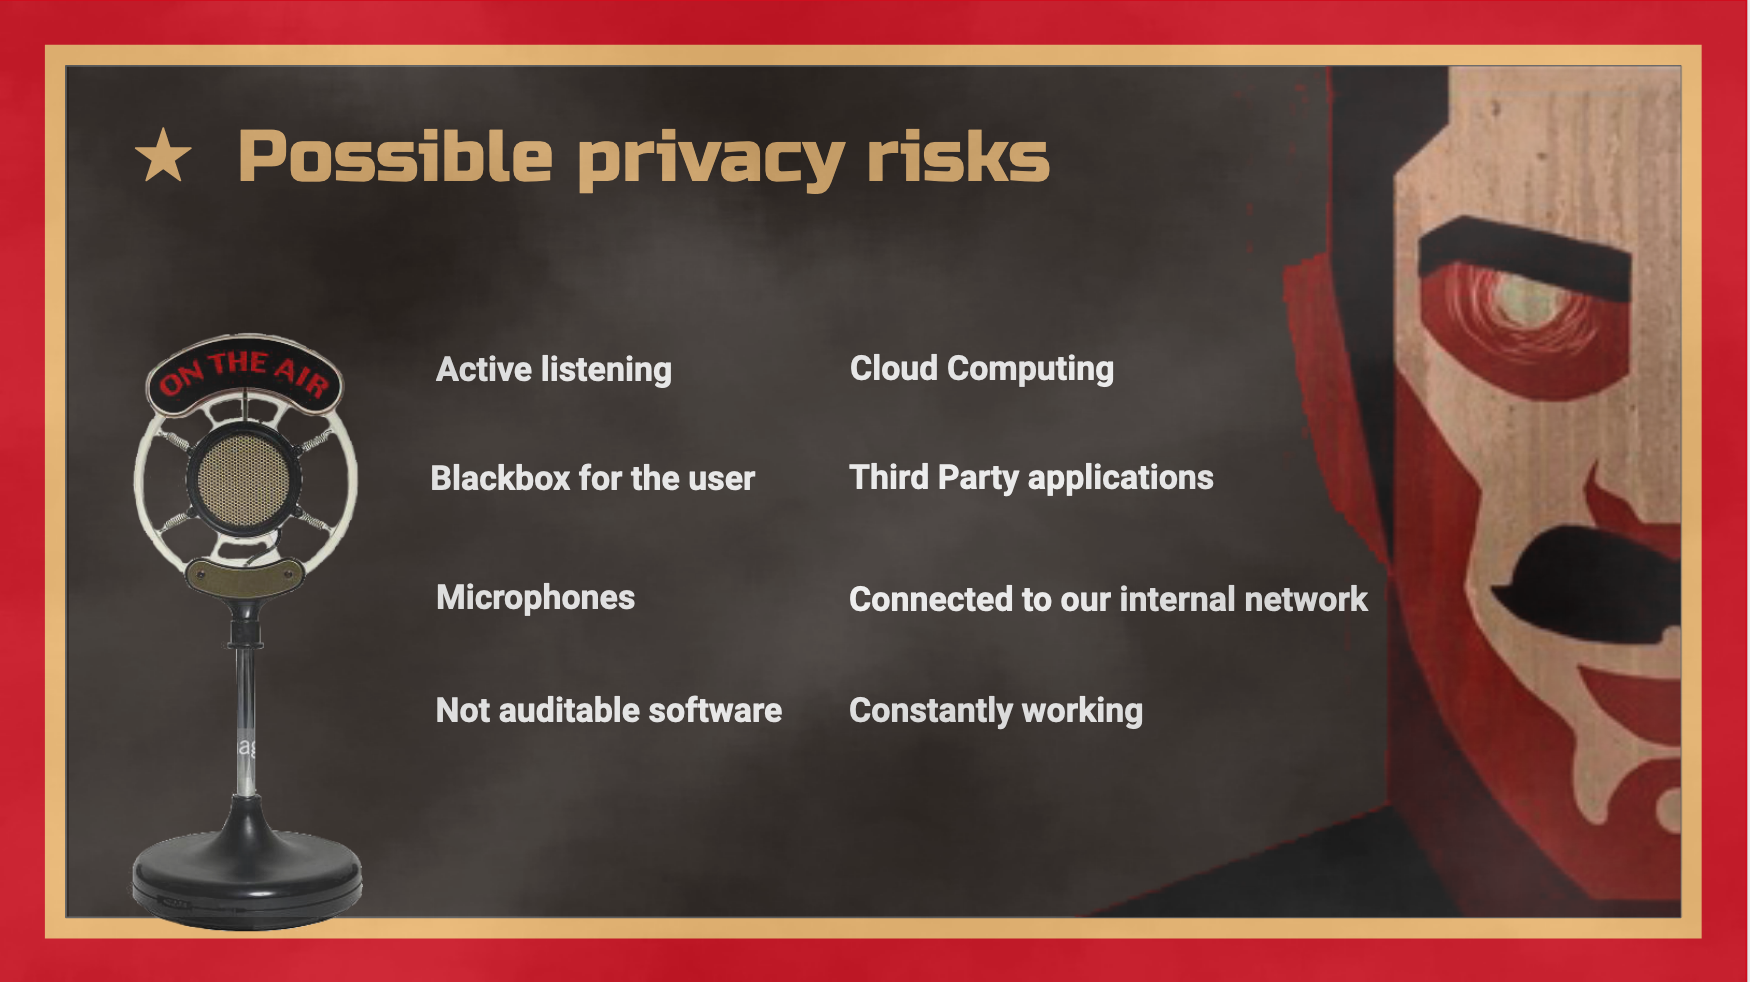 Possible privacy risks
ON THE AIR
Active listening
Cloud Computing
Blackbox for the user
Third Party applications
Microphones
Connected to our internal network
Not auditable software
Constantly working